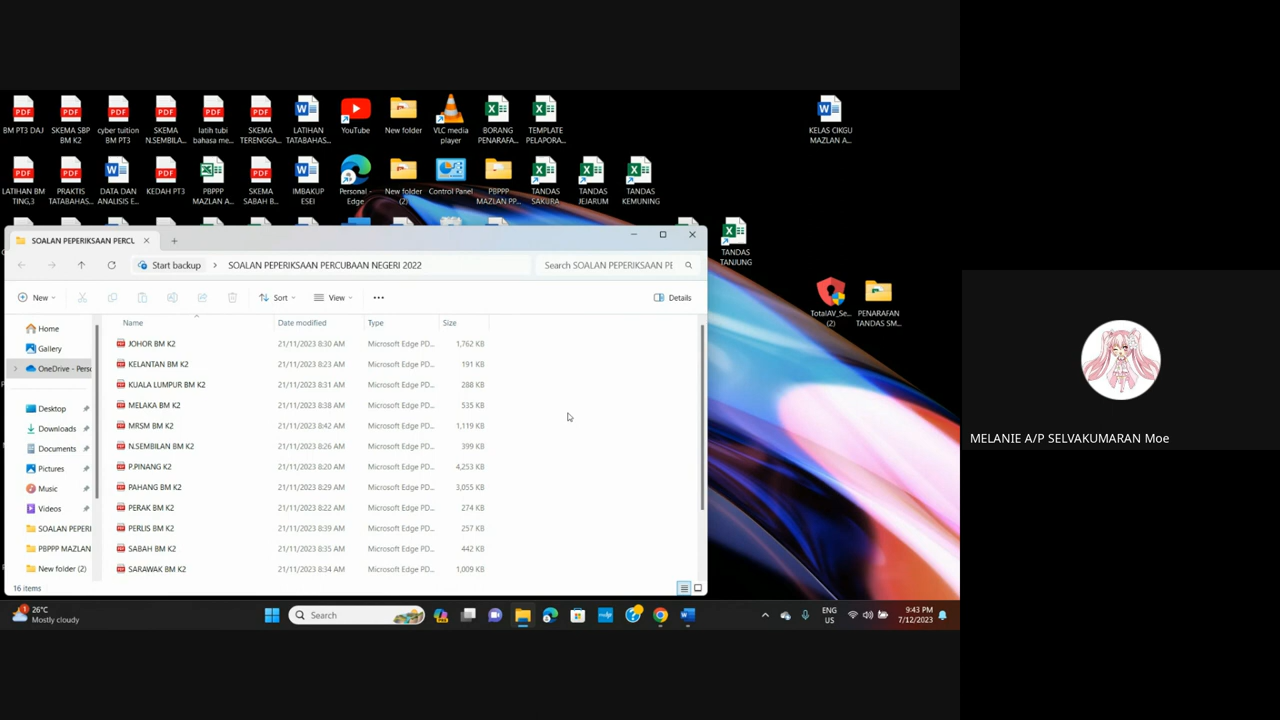 BM PT3 DAJ
SKEMA SBP BM K2
cyber tuition BM PT3
SKEMA N.SEMBILA...
latih tubi bahasa me...
SKEMA TERENGGA...
LATIHAN TATABAHAS...
YouTube
New folder
VLC media player
BORANG PENARAFA...
TEMPLATE PELAPORA...
KELAS CIKGU MAZLAN A...
LATIHAN BM TING,3
PRAKTIS TATABAHAS...
DATA DAN ANALISIS E...
KEDAH PT3
PBPPP MAZLAN A...
SKEMA SABAH B...
IMBAKUP ESEI
Personal - Edge
New folder (2)
Control Panel
PBPPP MAZLAN PP...
TANDAS SAKURA
TANDAS JEJARUM
TANDAS KEMUNING
TANDAS TANJUNG
TotalAV_Se... (2)
PENARAFAN TANDAS SM...
SOALAN PEPERIKSAAN PERCU
Start backup > SOALAN PEPERIKSAAN PERCUBAAN NEGERI 2022
Search SOALAN PEPERIKSAAN PE
New
Sort
View
Details
Home
Gallery
OneDrive - Perso
Desktop
Downloads
Documents
Pictures
Music
Videos
SOALAN PEPERI
PBPPP MAZLAN
New folder (2)
Name Date modified Type Size
JOHOR BM K2 21/11/2023 8:30 AM Microsoft Edge PD... 1,762 KB
KELANTAN BM K2 21/11/2023 8:23 AM Microsoft Edge PD... 191 KB
KUALA LUMPUR BM K2 21/11/2023 8:31 AM Microsoft Edge PD... 288 KB
MELAKA BM K2 21/11/2023 8:38 AM Microsoft Edge PD... 535 KB
MRSM BM K2 21/11/2023 8:42 AM Microsoft Edge PD... 1,119 KB
N.SEMBILAN BM K2 21/11/2023 8:26 AM Microsoft Edge PD... 399 KB
P.PINANG K2 21/11/2023 8:20 AM Microsoft Edge PD... 4,253 KB
PAHANG BM K2 21/11/2023 8:29 AM Microsoft Edge PD... 3,055 KB
PERAK BM K2 21/11/2023 8:22 AM Microsoft Edge PD... 274 KB
PERLIS BM K2 21/11/2023 8:39 AM Microsoft Edge PD... 257 KB
SABAH BM K2 21/11/2023 8:35 AM Microsoft Edge PD... 442 KB
SARAWAK BM K2 21/11/2023 8:34 AM Microsoft Edge PD... 1,009 KB
16 items
26°C
Mostly cloudy
Search
ENG
US
9:43 PM
7/12/2023
MELANIE A/P SELVAKUMARAN Moe